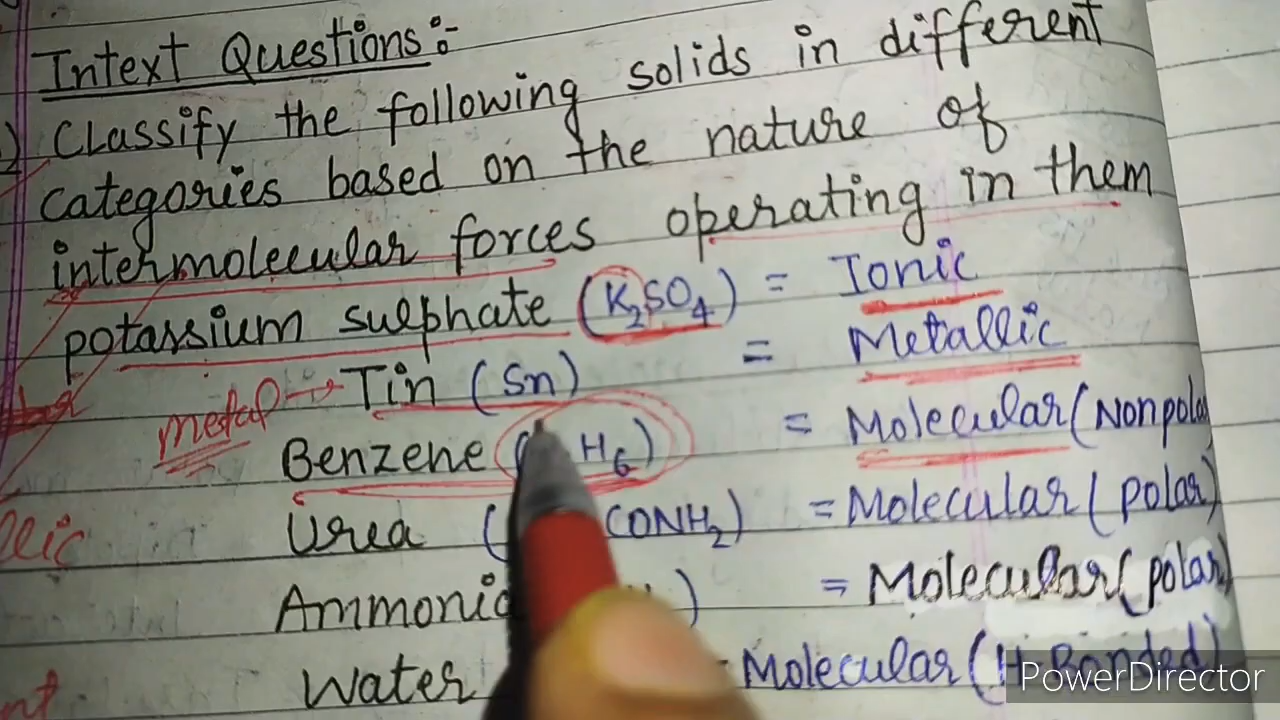 Intext Questions:-
) Classify the following solids in different
categories based on the nature of
intermolecular forces operating in them
potassium sulphate (K2SO4) = Ionic
metal → Tin (Sn) = Metallic
Benzene H6) = Molecular (Nonpola
llic Urea ( CONH2) = Molecular (polar)
Ammonia ) = Molecular (polar)
Water Molecular (H-Bonded)
PowerDirector